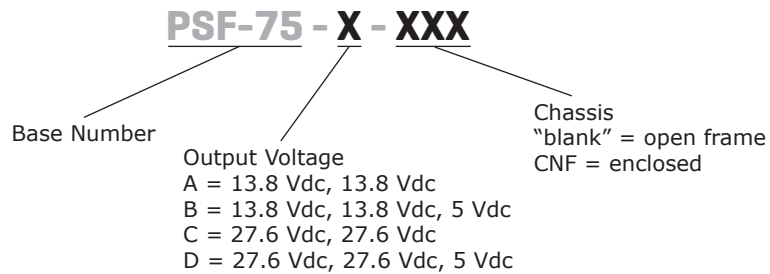 PSF-75 - X - XXX
Base Number
Output Voltage
A = 13.8 Vdc, 13.8 Vdc
B = 13.8 Vdc, 13.8 Vdc, 5 Vdc
C = 27.6 Vdc, 27.6 Vdc
D = 27.6 Vdc, 27.6 Vdc, 5 Vdc
Chassis
“blank” = open frame
CNF = enclosed